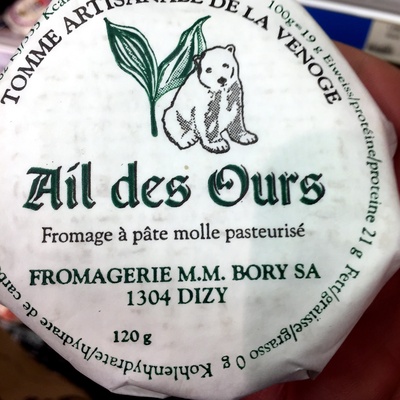 TOMME ARTISANALE DE LA VENOGE
100g=19 g Eiweiss/protéine/proteine 21 g Fett/graisse/grasso 0 g Kohlenhydrate/hydrate de
Ail des Ours
Fromage à pâte molle pasteurisé
FROMAGERIE M.M. BORY SA
1304 DIZY
120 g